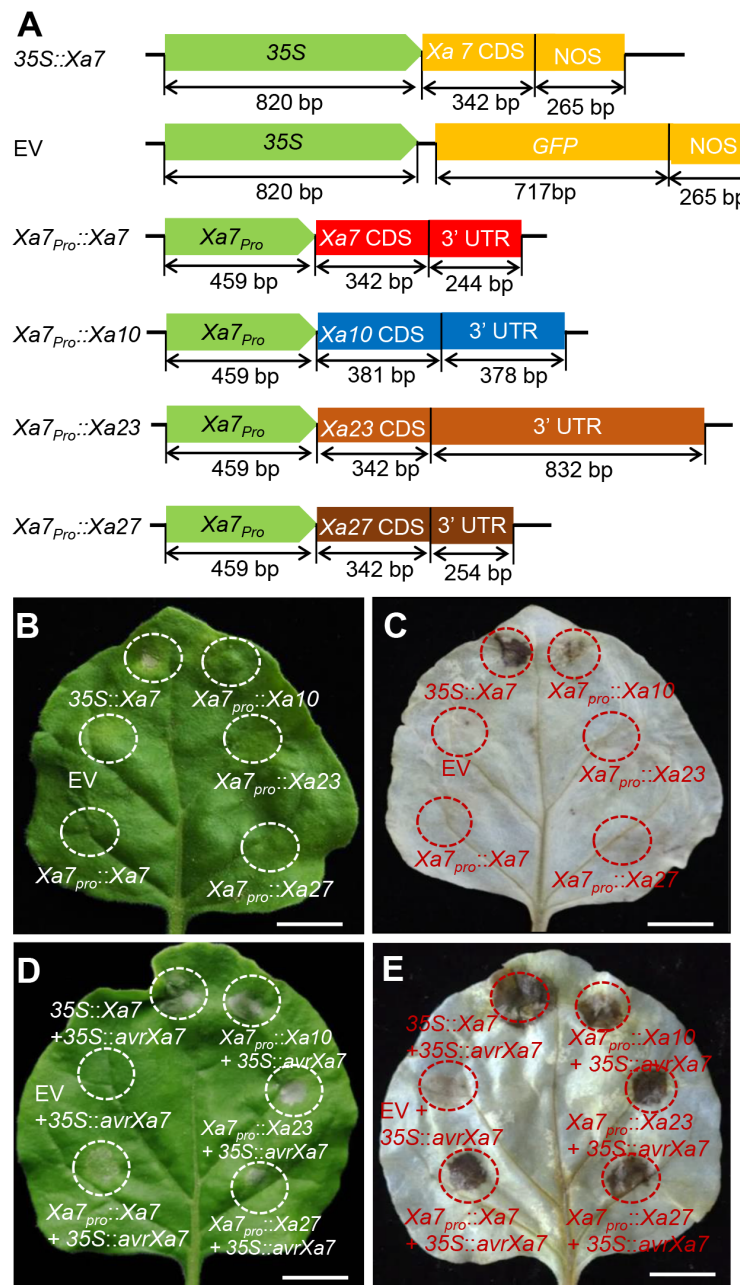 A
35S::Xa7
35S
Xa 7 CDS
NOS
820 bp
342 bp
265 bp
EV
35S
GFP
NOS
820 bp
717bp
265 bp
Xa7Pro::Xa7
Xa7Pro
Xa7 CDS
3' UTR
459 bp
342 bp
244 bp
Xa7Pro::Xa10
Xa7Pro
Xa10 CDS
3' UTR
459 bp
381 bp
378 bp
Xa7Pro::Xa23
Xa7Pro
Xa23 CDS
3' UTR
459 bp
342 bp
832 bp
Xa7Pro::Xa27
Xa7Pro
Xa27 CDS
3' UTR
459 bp
342 bp
254 bp
B
35S::Xa7
Xa7pro::Xa10
EV
Xa7pro::Xa23
Xa7pro::Xa7
Xa7pro::Xa27
C
35S::Xa7
Xa7pro::Xa10
EV
Xa7pro::Xa23
Xa7pro::Xa7
Xa7pro::Xa27
D
35S::Xa7
+35S::avrXa7
Xa7pro::Xa10
+ 35S::avrXa7
EV
+35S::avrXa7
Xa7pro::Xa23
+ 35S::avrXa7
Xa7pro::Xa7
+ 35S::avrXa7
Xa7pro::Xa27
+ 35S::avrXa7
E
35S::Xa7
+35S::avrXa7
Xa7pro::Xa10
+ 35S::avrXa7
EV +
35S::avrXa7
Xa7pro::Xa23
+ 35S::avrXa7
Xa7pro::Xa7
+ 35S::avrXa7
Xa7pro::Xa27
+ 35S::avrXa7